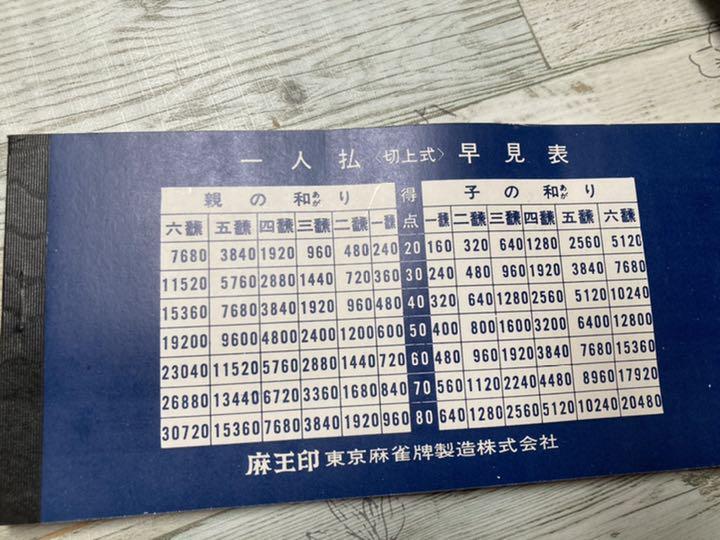 一人払〈切上式〉早見表
親の和(あが)り 得点 子の和(あが)り
六飜 五飜 四飜 三飜 二飜 一飜 一飜 二飜 三飜 四飜 五飜 六飜
7680 3840 1920 960 480 240 20 160 320 640 1280 2560 5120
11520 5760 2880 1440 720 360 30 240 480 960 1920 3840 7680
15360 7680 3840 1920 960 480 40 320 640 1280 2560 5120 10240
19200 9600 4800 2400 1200 600 50 400 800 1600 3200 6400 12800
23040 11520 5760 2880 1440 720 60 480 960 1920 3840 7680 15360
26880 13440 6720 3360 1680 840 70 560 1120 2240 4480 8960 17920
30720 15360 7680 3840 1920 960 80 640 1280 2560 5120 10240 20480
麻王印 東京麻雀牌製造株式会社